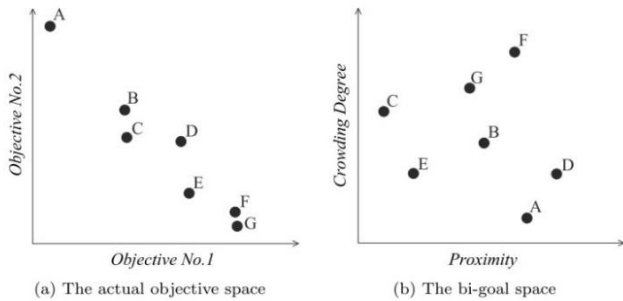 A
B
C
D
E
F
G
Objective No.2
Objective No.1
(a) The actual objective space
F
G
C
B
E
D
A
Crowding Degree
Proximity
(b) The bi-goal space